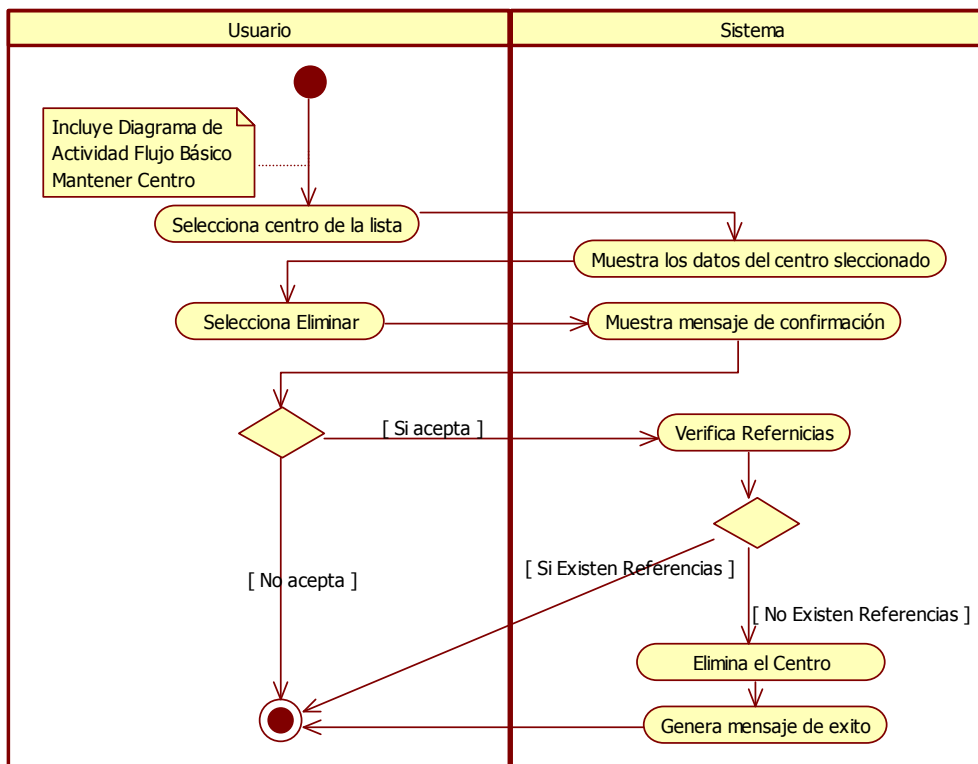 Usuario
Sistema
Incluye Diagrama de
Actividad Flujo Básico
Mantener Centro
Selecciona centro de la lista
Muestra los datos del centro sleccionado
Selecciona Eliminar
Muestra mensaje de confirmación
[ Si acepta ]
Verifica Refernicias
[ No acepta ]
[ Si Existen Referencias ]
[ No Existen Referencias ]
Elimina el Centro
Genera mensaje de exito